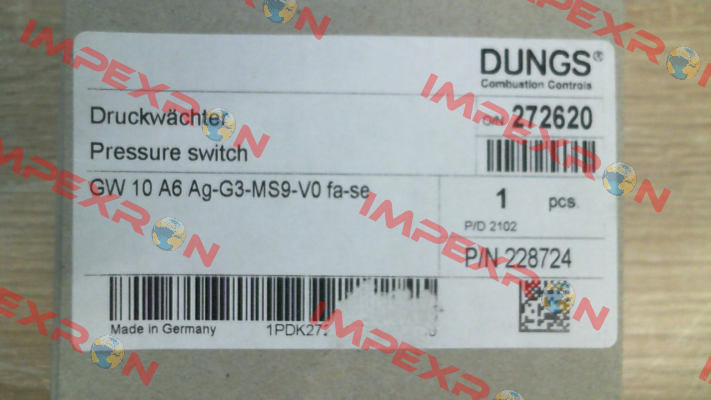 DUNGS®
Combustion Controls
Druckwächter
O/N 272620
Pressure switch
GW 10 A6 Ag-G3-MS9-V0 fa-se
1 pcs.
P/D 2102
P/N 228724
Made in Germany
1PDK27
IMPEXRON
IMPEXRON
IMPEXRON
IMPEXRON
IMPEXRON
IMPEXRON